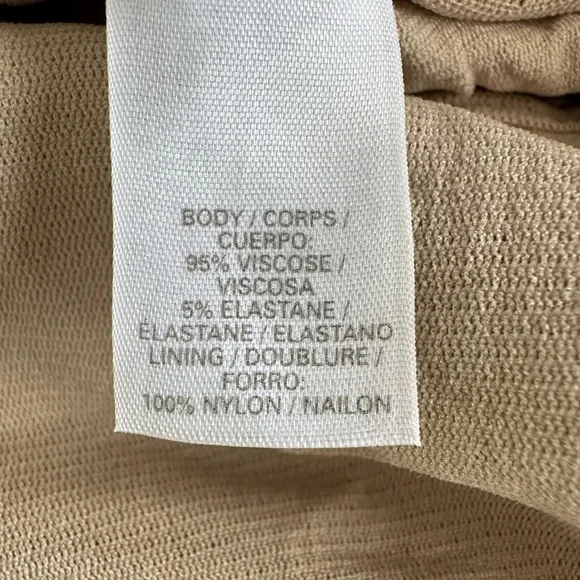 BODY / CORPS /
CUERPO:
95% VISCOSE /
VISCOSA
5% ELASTANE /
ÉLASTANE / ELASTANO
LINING / DOUBLURE /
FORRO:
100% NYLON / NAILON